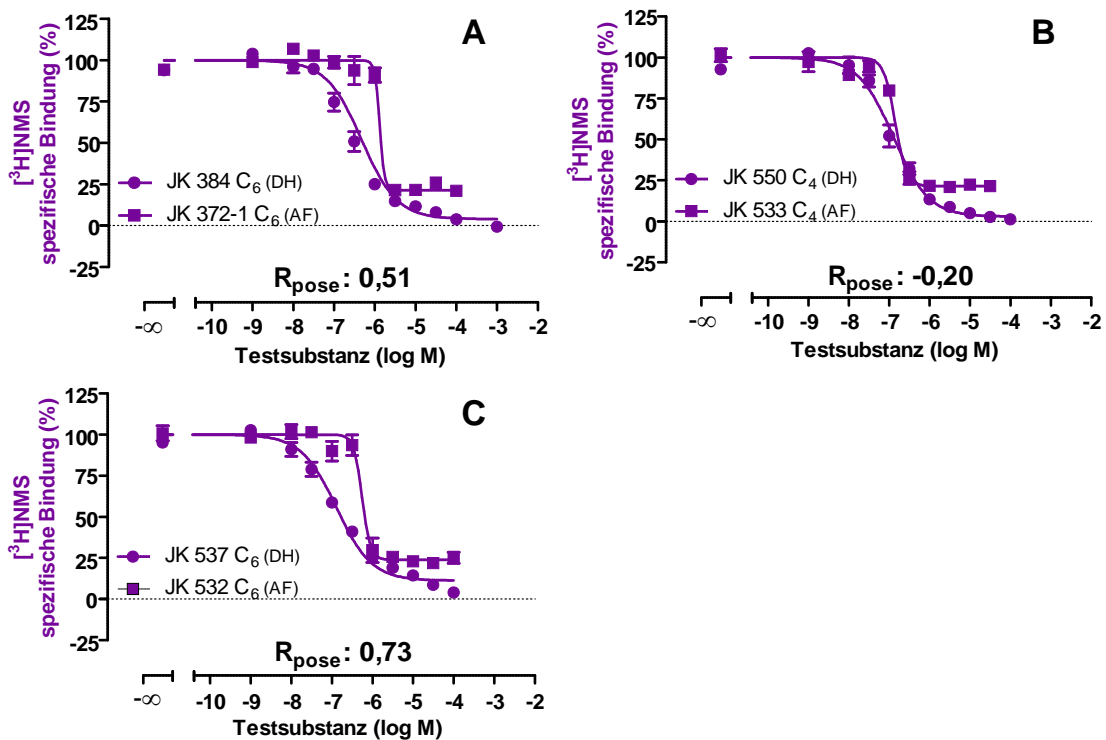 A
[³H]NMS
spezifische Bindung (%)
125
100
75
50
25
0
-25
JK 384 C₆ (DH)
JK 372-1 C₆ (AF)
R_pose: 0,51
-∞ -10 -9 -8 -7 -6 -5 -4 -3 -2
Testsubstanz (log M)
B
[³H]NMS
spezifische Bindung (%)
125
100
75
50
25
0
-25
JK 550 C₄ (DH)
JK 533 C₄ (AF)
R_pose: -0,20
-∞ -10 -9 -8 -7 -6 -5 -4 -3 -2
Testsubstanz (log M)
C
[³H]NMS
spezifische Bindung (%)
125
100
75
50
25
0
-25
JK 537 C₆ (DH)
JK 532 C₆ (AF)
R_pose: 0,73
-∞ -10 -9 -8 -7 -6 -5 -4 -3 -2
Testsubstanz (log M)